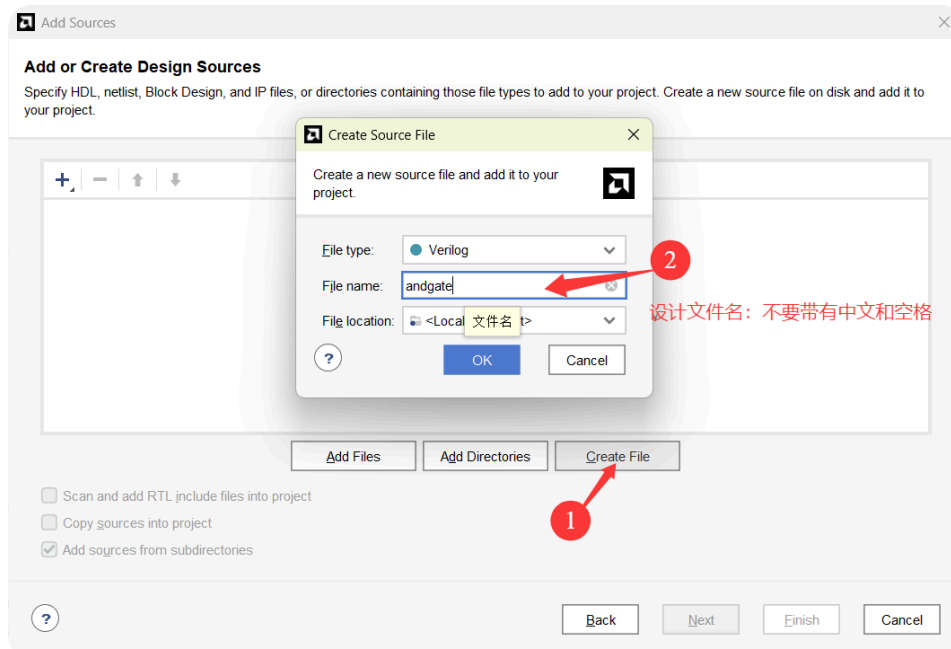 Add Sources
Add or Create Design Sources
Specify HDL, netlist, Block Design, and IP files, or directories containing those file types to add to your project. Create a new source file on disk and add it to
your project.
Create Source File
Create a new source file and add it to your
project.
File type:
Verilog
File name:
andgate
2
设计文件名：不要带有中文和空格
File location:
<Local
文件名
t>
?
OK
Cancel
Add Files
Add Directories
Create File
1
Scan and add RTL include files into project
Copy sources into project
Add sources from subdirectories
?
Back
Next
Finish
Cancel